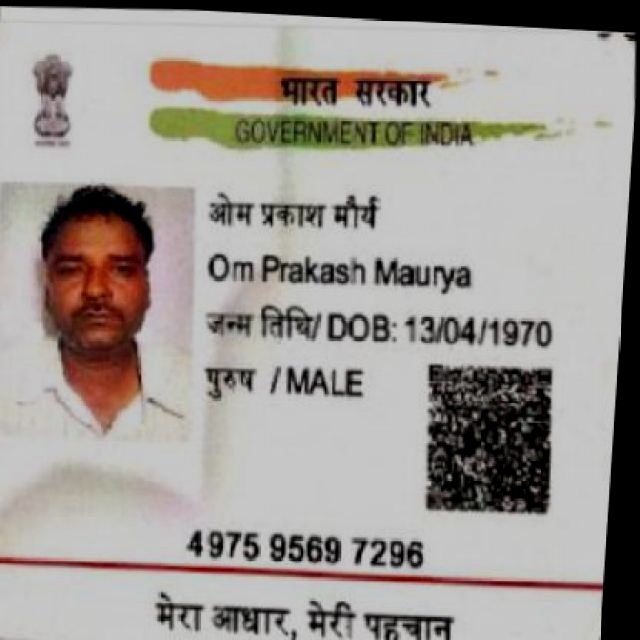 भारत सरकार
GOVERNMENT OF INDIA
ओम प्रकाश मौर्य
Om Prakash Maurya
जन्म तिथि/ DOB: 13/04/1970
पुरुष / MALE
4975 9569 7296
मेरा आधार, मेरी पहचान